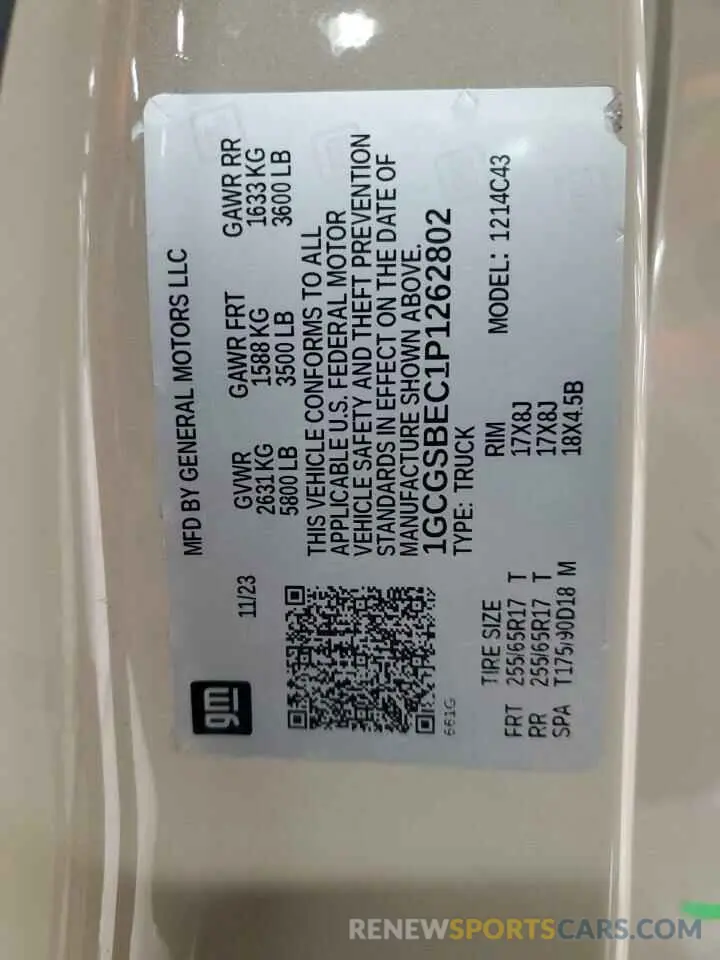 gm
11/23
MFD BY GENERAL MOTORS LLC
GVWR GAWR FRT GAWR RR
2631KG 1588 KG 1633 KG
5800 LB 3500 LB 3600 LB
THIS VEHICLE CONFORMS TO ALL
APPLICABLE U.S. FEDERAL MOTOR
VEHICLE SAFETY AND THEFT PREVENTION
STANDARDS IN EFFECT ON THE DATE OF
MANUFACTURE SHOWN ABOVE.
1GCGSBEC1P1262802
TYPE: TRUCK
661G
TIRE SIZE RIM MODEL: 1214C43
FRT 255/65R17 T 17X8J
RR 255/65R17 T 17X8J
SPA T175/90D18 M 18X4.5B
RENEWSPORTSCARS.COM